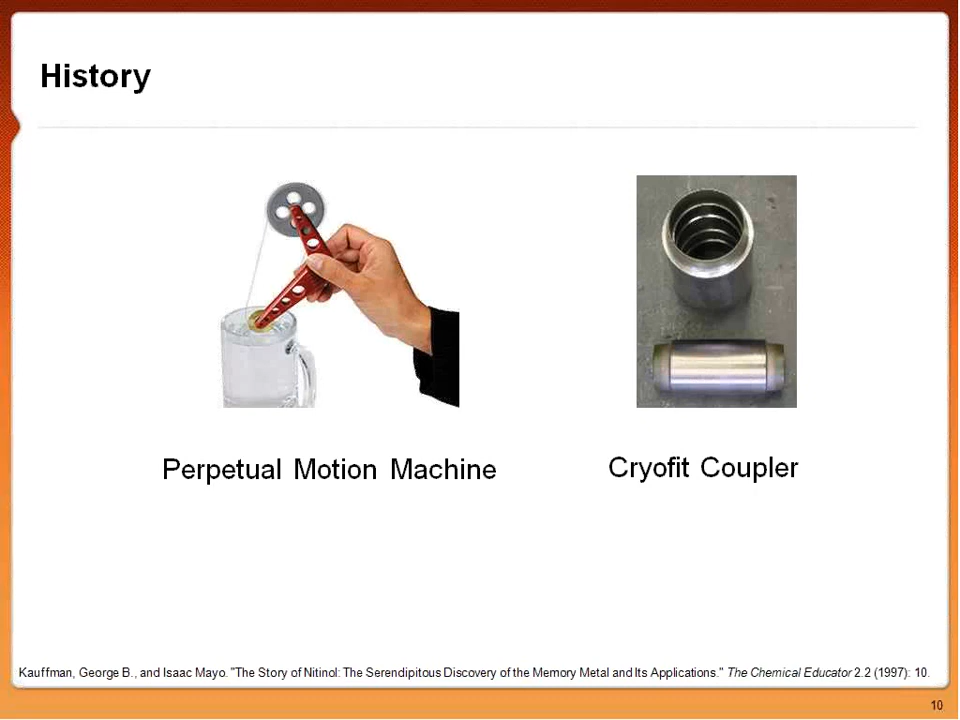 History
Perpetual Motion Machine
Cryofit Coupler
Kauffman, George B., and Isaac Mayo. "The Story of Nitinol: The Serendipitous Discovery of the Memory Metal and Its Applications." The Chemical Educator 2.2 (1997): 10.
10